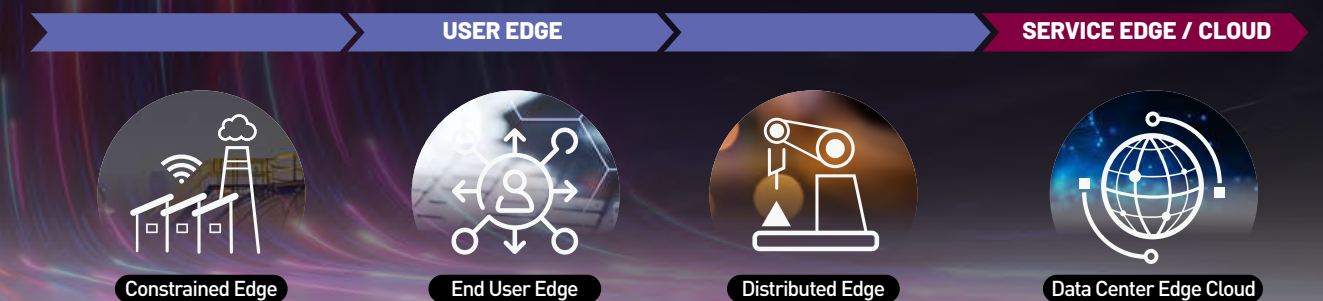 USER EDGE
SERVICE EDGE / CLOUD
Constrained Edge
End User Edge
Distributed Edge
Data Center Edge Cloud